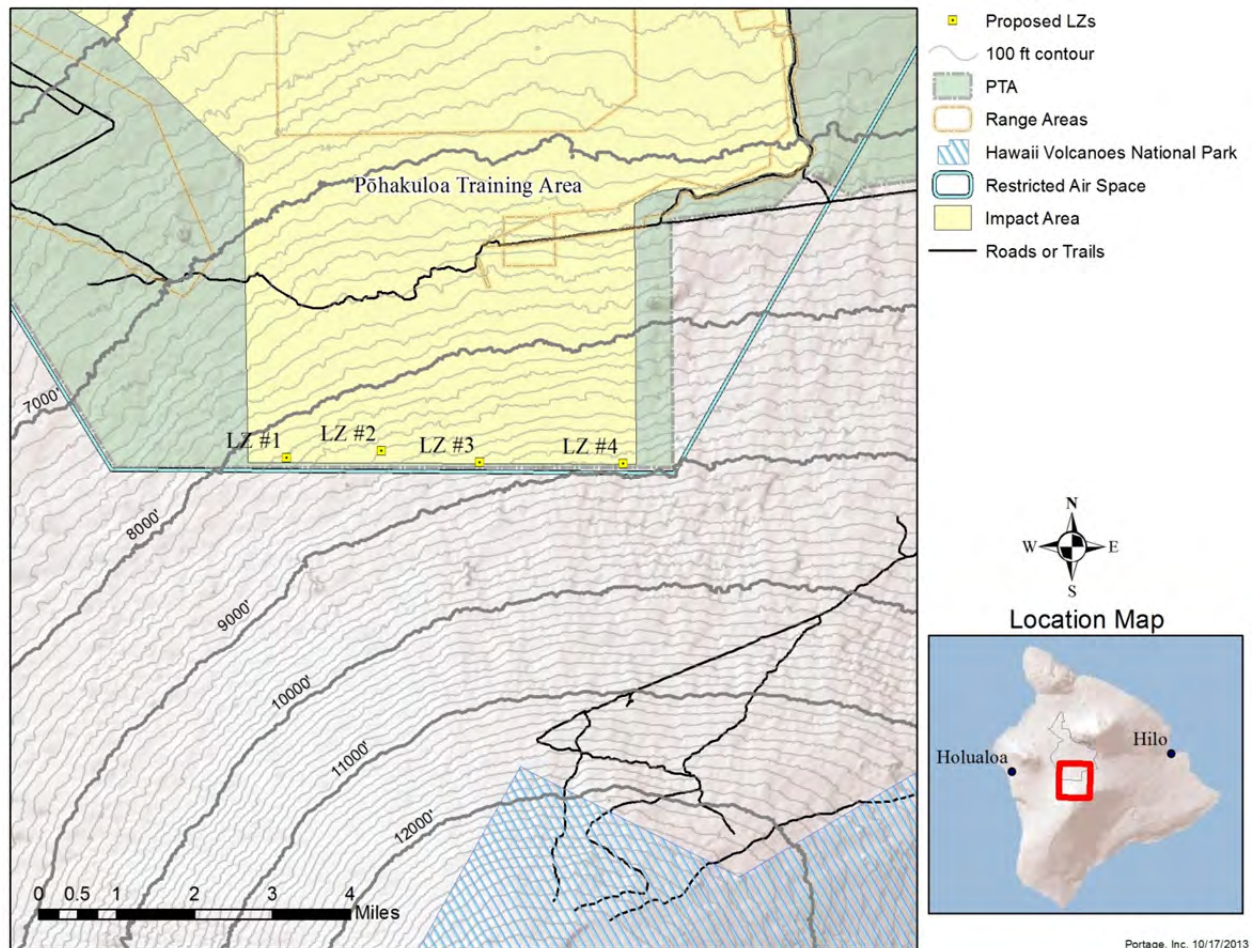 Proposed LZs
100 ft contour
PTA
Range Areas
Hawaii Volcanoes National Park
Restricted Air Space
Impact Area
Roads or Trails
Pōhakuloa Training Area
7000'
LZ #1
LZ #2
LZ #3
LZ #4
8000'
9000'
10000'
11000'
12000'
0 0.5 1 2 3 4
Miles
N
W E
S
Location Map
Holualoa
Hilo
Portage, Inc. 10/17/2013